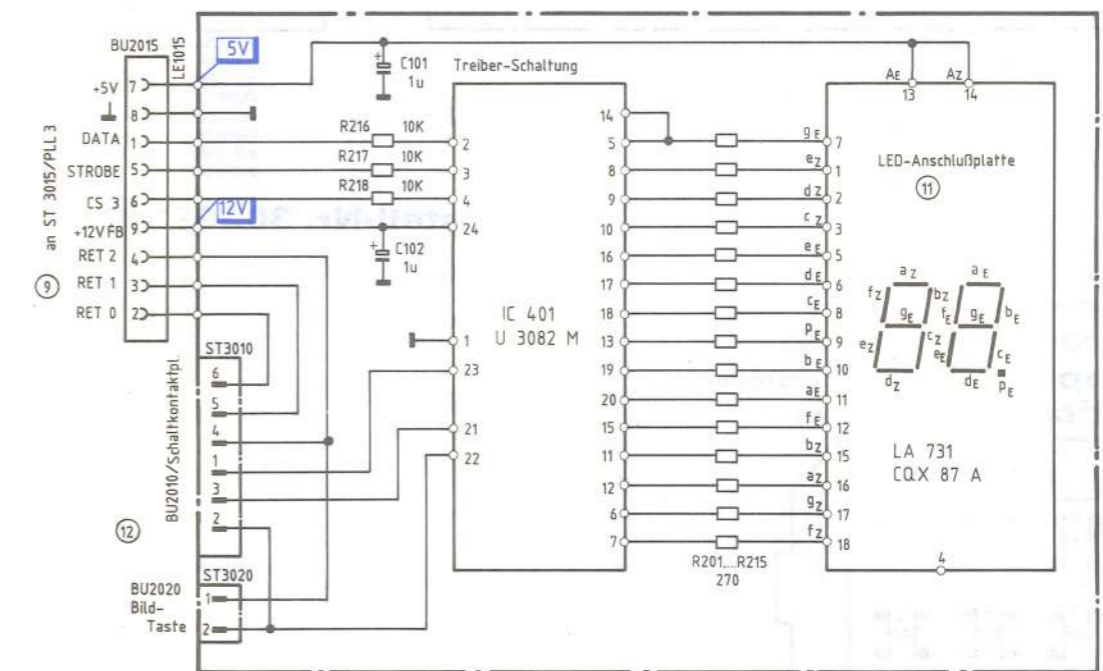 BU2015
LE1015
5V
+5V 7
⊥ 8
DATA 1
STROBE 5
CS 3 6
+12V FB 9
RET 2 4
RET 1 3
RET 0 2
an ST 3015/PLL 3
9
12V
C101
1u
R216 10K
R217 10K
R218 10K
C102
1u
Treiber-Schaltung
2
3
4
24
1
23
21
22
IC 401
U 3082 M
14
5
8
9
10
16
17
18
13
19
20
15
11
12
6
7
R201...R215
270
AE AZ
13 14
gE 7
eZ 1
dZ 2
cZ 3
eE 5
dE 6
cE 8
PE 9
bE 10
aE 11
fE 12
bZ 15
aZ 16
gZ 17
fZ 18
4
LED-Anschlußplatte
11
aZ aE
fZ bZ fE bE
gE gE
eZ cZ eE cE
dZ dE PE
LA 731
CQX 87 A
ST3010
6
5
4
1
3
2
BU2010/Schaltkontaktpl.
12
ST3020
1
2
BU2020
Bild-
Taste